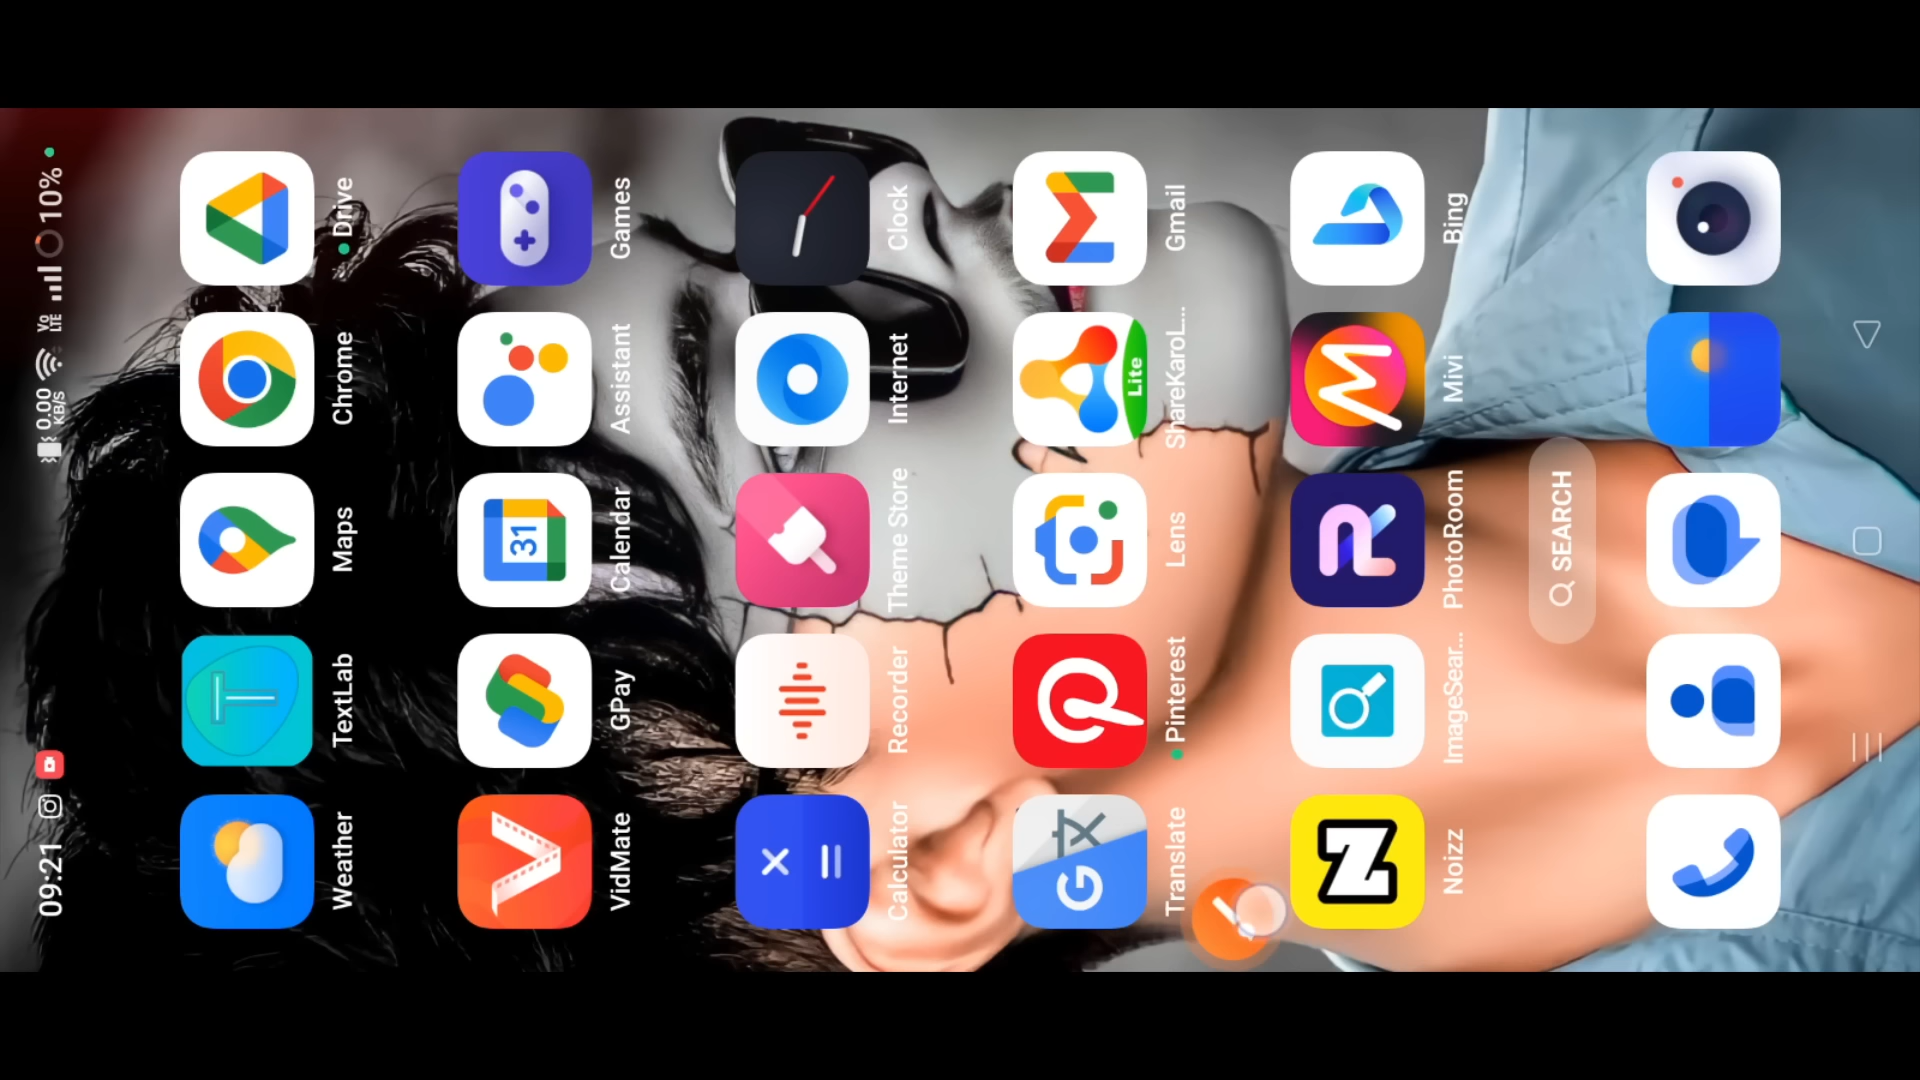 09:21
0.00 KB/S
Vo LTE
10%
Weather TextLab Maps Chrome Drive
31
VidMate GPay Calendar Assistant Games
Calculator Recorder Theme Store Internet Clock
Lite
Translate Pinterest Lens ShareKaroL... Gmail
Noizz ImageSear... PhotoRoom Mivi Bing
SEARCH